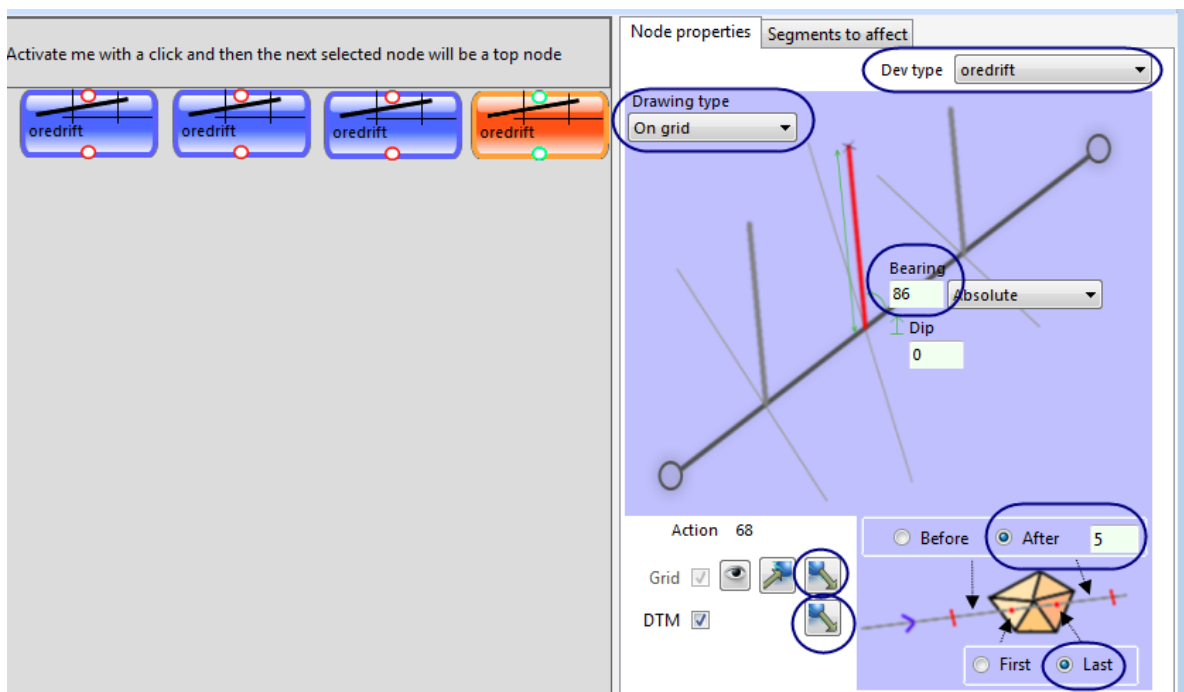 Activate me with a click and then the next selected node will be a top node
oredrift
oredrift
oredrift
oredrift
Node properties
Segments to affect
Dev type oredrift
Drawing type
On grid
Bearing
86 Absolute
Dip
0
Action 68
Before After 5
Grid
DTM
First Last